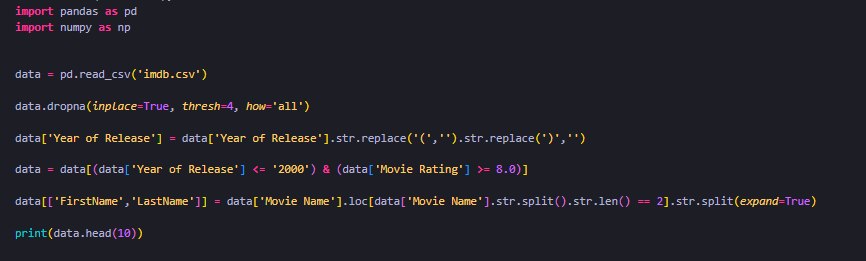 import pandas as pd
import numpy as np
data = pd.read_csv('imdb.csv')
data.dropna(inplace=True, thresh=4, how='all')
data['Year of Release'] = data['Year of Release'].str.replace('(','').str.replace(')','')
data = data[(data['Year of Release'] <= '2000') & (data['Movie Rating'] >= 8.0)]
data[['FirstName','LastName']] = data['Movie Name'].loc[data['Movie Name'].str.split().str.len() == 2].str.split(expand=True)
print(data.head(10))